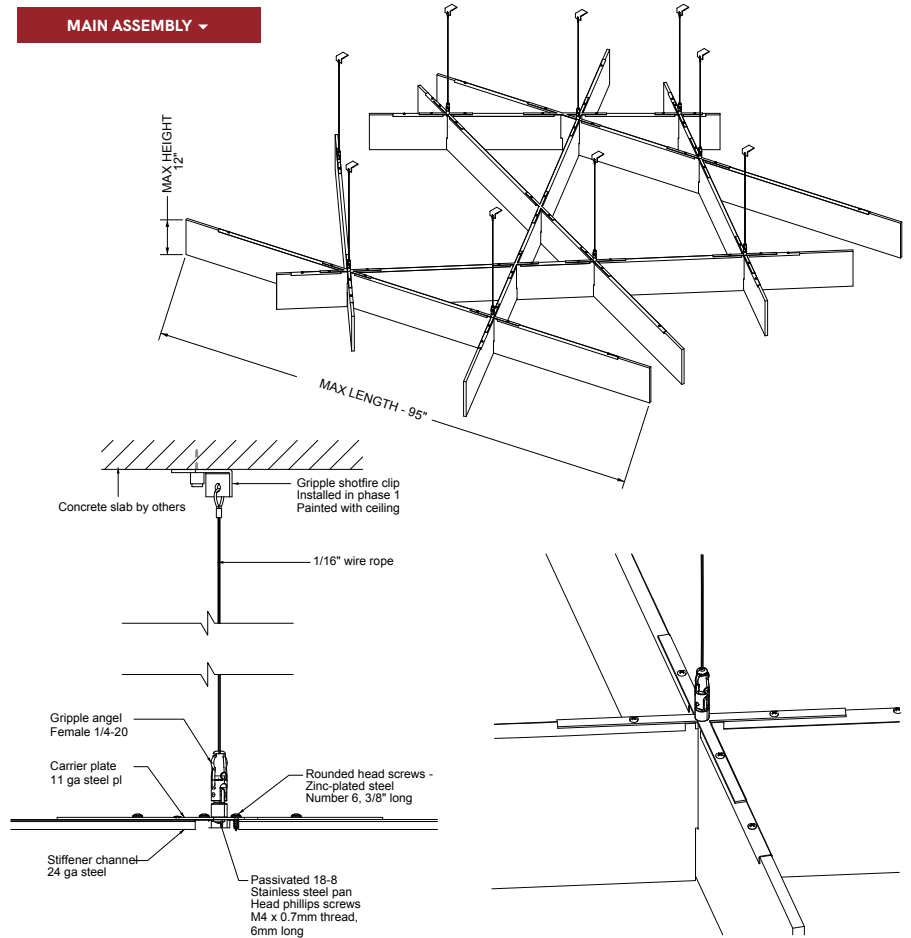 MAIN ASSEMBLY
MAX HEIGHT
12"
MAX LENGTH - 95"
Concrete slab by others
Gripple shotfire clip
Installed in phase 1
Painted with ceiling
1/16" wire rope
Gripple angel
Female 1/4-20
Carrier plate
11 ga steel pl
Rounded head screws -
Zinc-plated steel
Number 6, 3/8" long
Stiffener channel
24 ga steel
Passivated 18-8
Stainless steel pan
Head phillips screws
M4 x 0.7mm thread,
6mm long